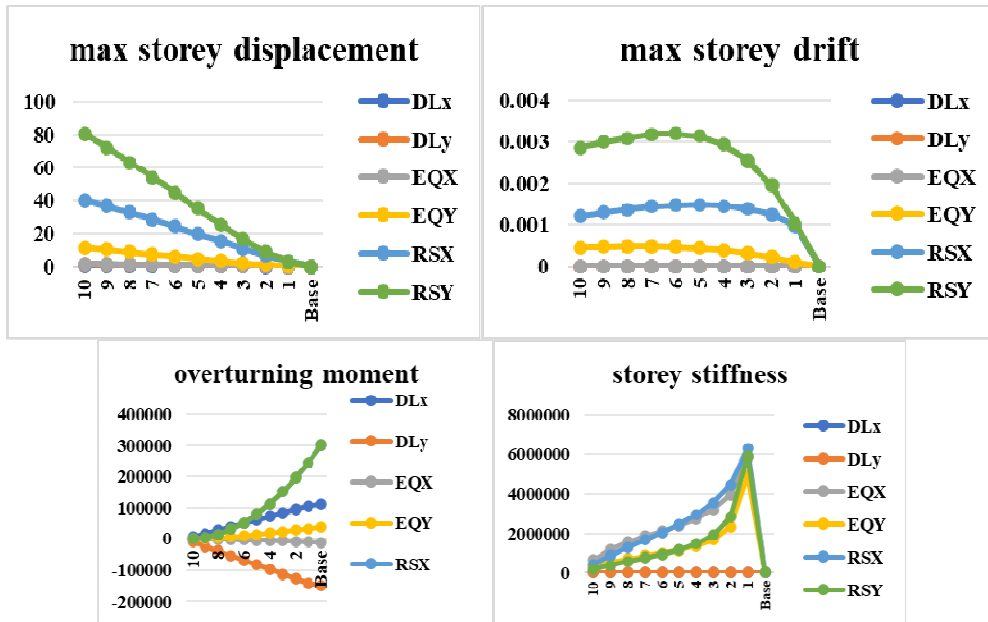 max storey displacement
100
80
60
40
20
0
10 9 8 7 6 5 4 3 2 1 Base
DLx
DLy
EQX
EQY
RSX
RSY
max storey drift
0.004
0.003
0.002
0.001
0
10 9 8 7 6 5 4 3 2 1 Base
DLx
DLy
EQX
EQY
RSX
RSY
overturning moment
400000
300000
200000
100000
0
-100000
-200000
10 8 6 4 2 Base
DLx
DLy
EQX
EQY
RSX
storey stiffness
8000000
6000000
4000000
2000000
0
10 9 8 7 6 5 4 3 2 1 Base
DLx
DLy
EQX
EQY
RSX
RSY